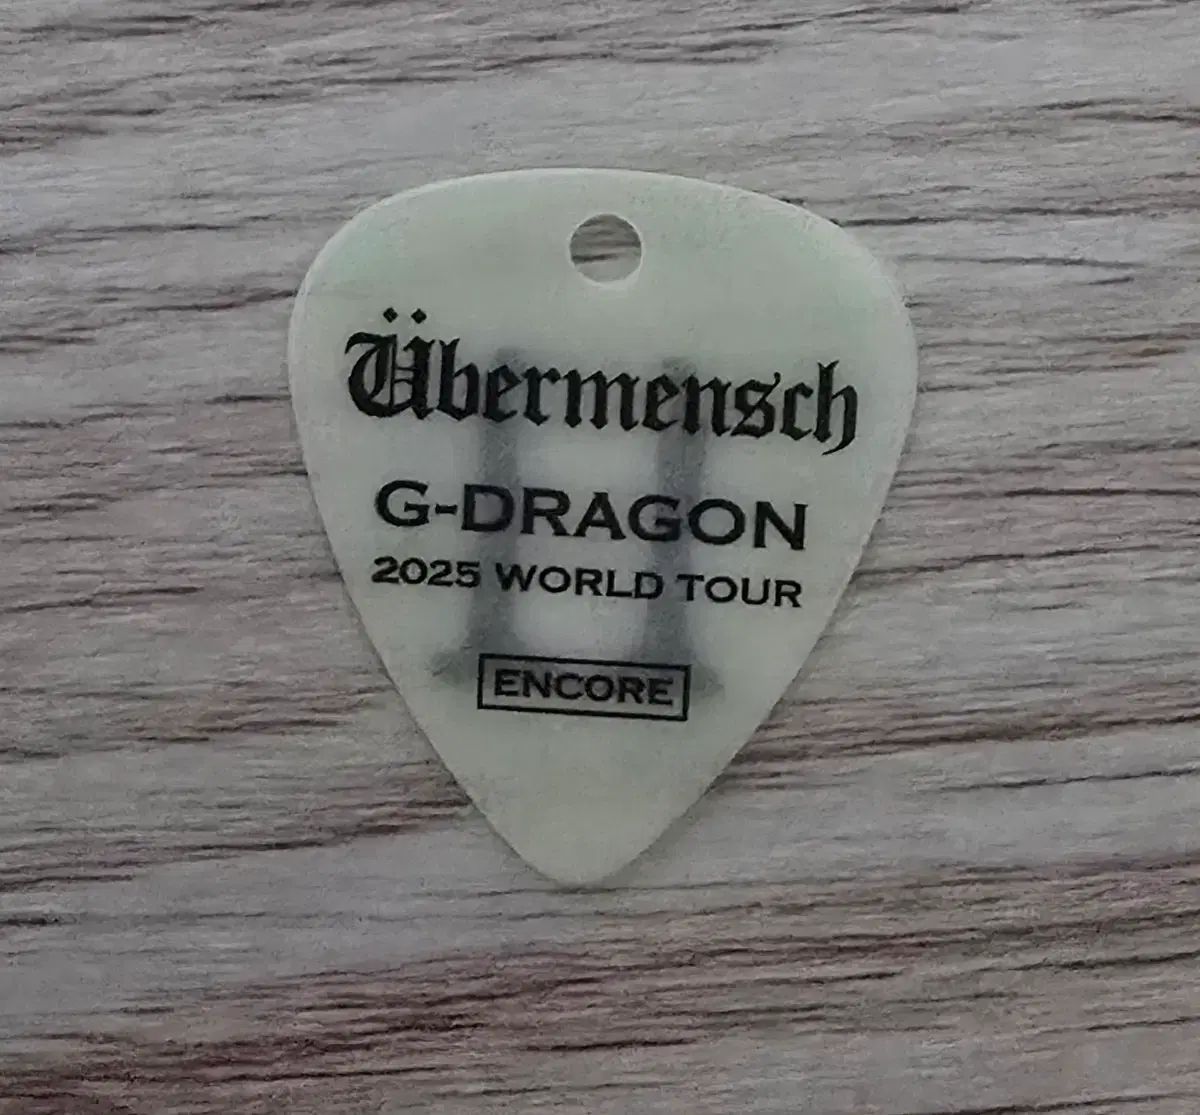 Übermensch
G-DRAGON
2025 WORLD TOUR
ENCORE